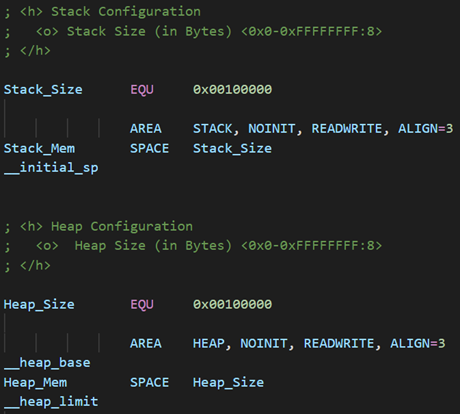 ; <h> Stack Configuration
;   <o> Stack Size (in Bytes) <0x0-0xFFFFFFFF:8>
; </h>
Stack_Size      EQU     0x00100000
                AREA    STACK, NOINIT, READWRITE, ALIGN=3
Stack_Mem       SPACE   Stack_Size
__initial_sp
; <h> Heap Configuration
;   <o>  Heap Size (in Bytes) <0x0-0xFFFFFFFF:8>
; </h>
Heap_Size       EQU     0x00100000
                AREA    HEAP, NOINIT, READWRITE, ALIGN=3
__heap_base
Heap_Mem        SPACE   Heap_Size
__heap_limit